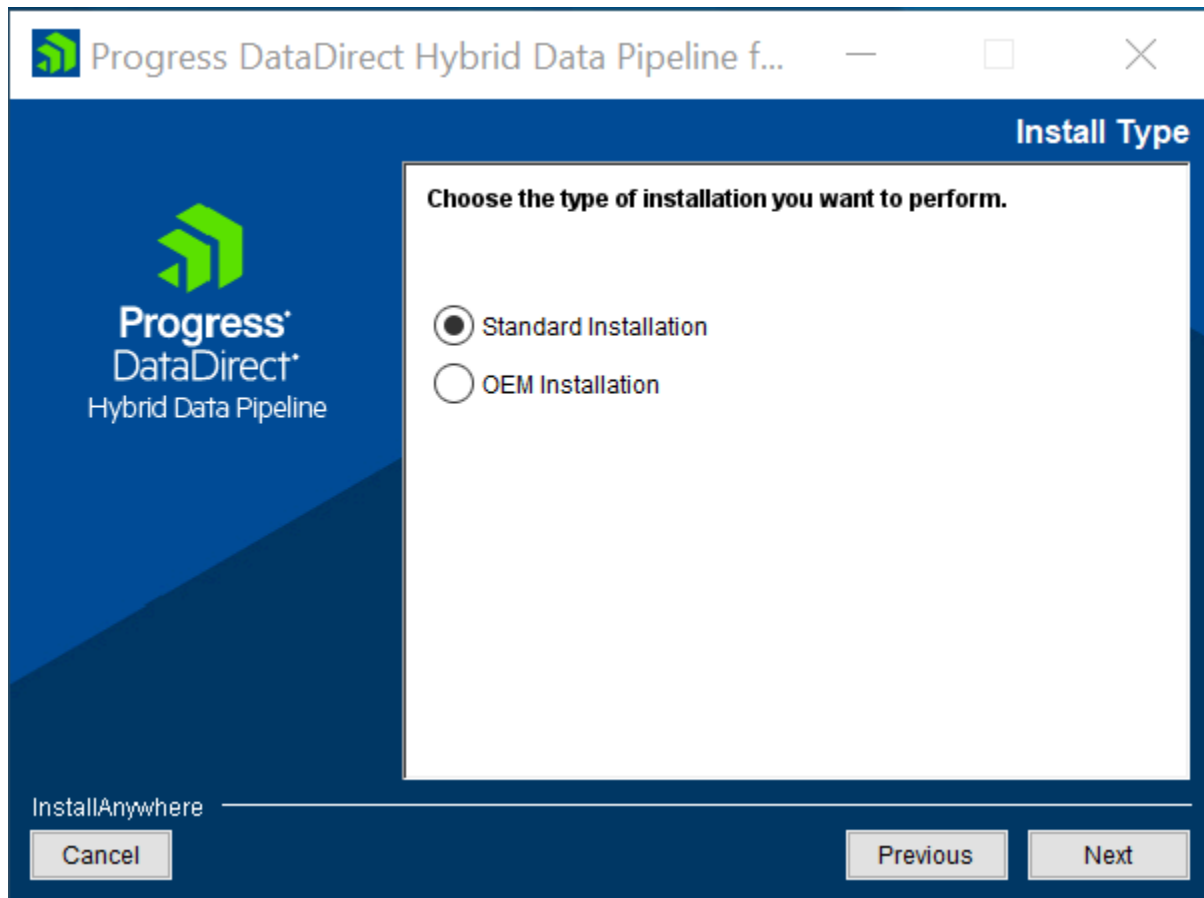 Progress DataDirect Hybrid Data Pipeline f...
Install Type
Progress
DataDirect
Hybrid Data Pipeline
Choose the type of installation you want to perform.
Standard Installation
OEM Installation
InstallAnywhere
Cancel
Previous
Next